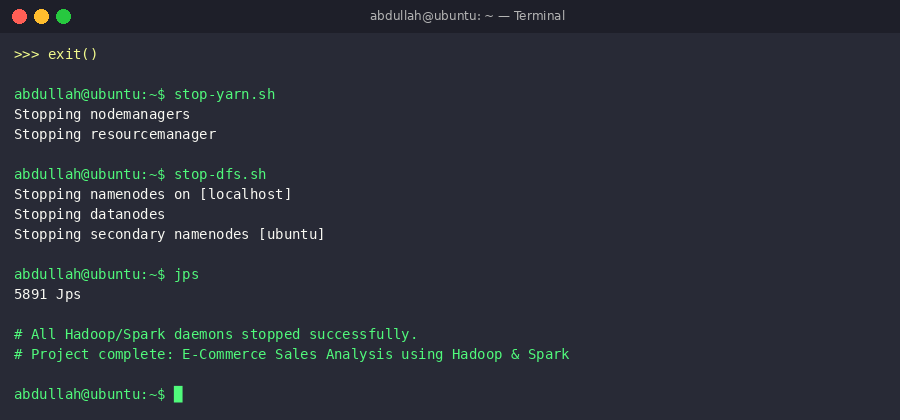 abdullah@ubuntu: ~ — Terminal
>>> exit()
abdullah@ubuntu:~$ stop-yarn.sh
Stopping nodemanagers
Stopping resourcemanager
abdullah@ubuntu:~$ stop-dfs.sh
Stopping namenodes on [localhost]
Stopping datanodes
Stopping secondary namenodes [ubuntu]
abdullah@ubuntu:~$ jps
5891 Jps
# All Hadoop/Spark daemons stopped successfully.
# Project complete: E-Commerce Sales Analysis using Hadoop & Spark
abdullah@ubuntu:~$